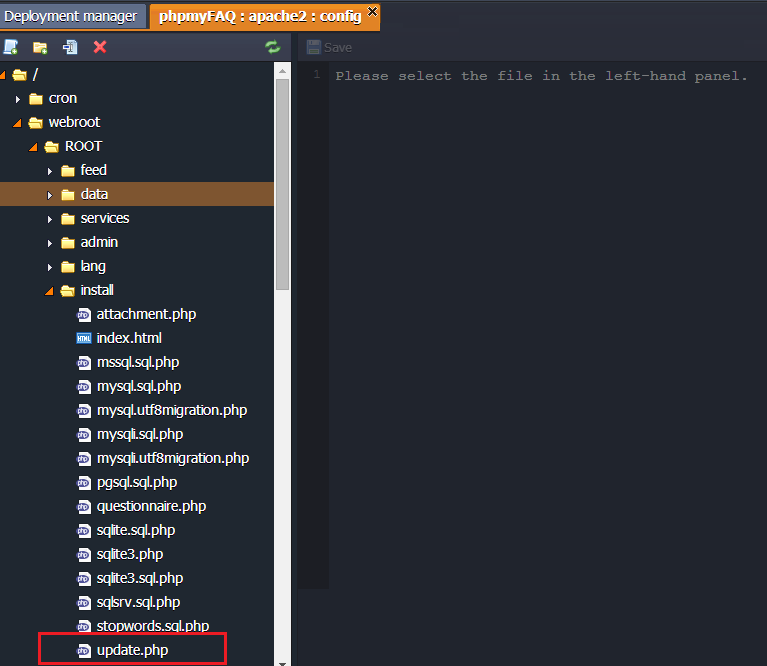 Deployment manager
phpmyFAQ : apache2 : config
Save
1 Please select the file in the left-hand panel.
/
cron
webroot
ROOT
feed
data
services
admin
lang
install
attachment.php
index.html
mssql.sql.php
mysql.sql.php
mysql.utf8migration.php
mysqli.sql.php
mysqli.utf8migration.php
pgsql.sql.php
questionnaire.php
sqlite.sql.php
sqlite3.php
sqlite3.sql.php
sqlsrv.sql.php
stopwords.sql.php
update.php